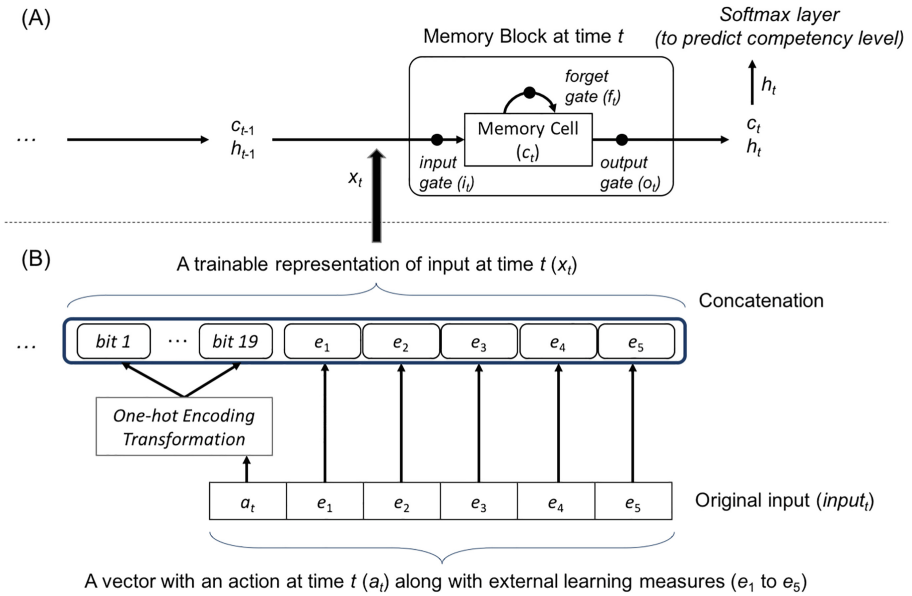 (A)
Softmax layer
(to predict competency level)
Memory Block at time t
forget
gate (fₜ)
hₜ
...
cₜ₋₁
hₜ₋₁
Memory Cell
(cₜ)
cₜ
hₜ
input
gate (iₜ)
output
gate (oₜ)
xₜ
(B)
A trainable representation of input at time t (xₜ)
Concatenation
...
bit 1 ... bit 19 e₁ e₂ e₃ e₄ e₅
One-hot Encoding
Transformation
aₜ e₁ e₂ e₃ e₄ e₅
Original input (inputₜ)
A vector with an action at time t (aₜ) along with external learning measures (e₁ to e₅)